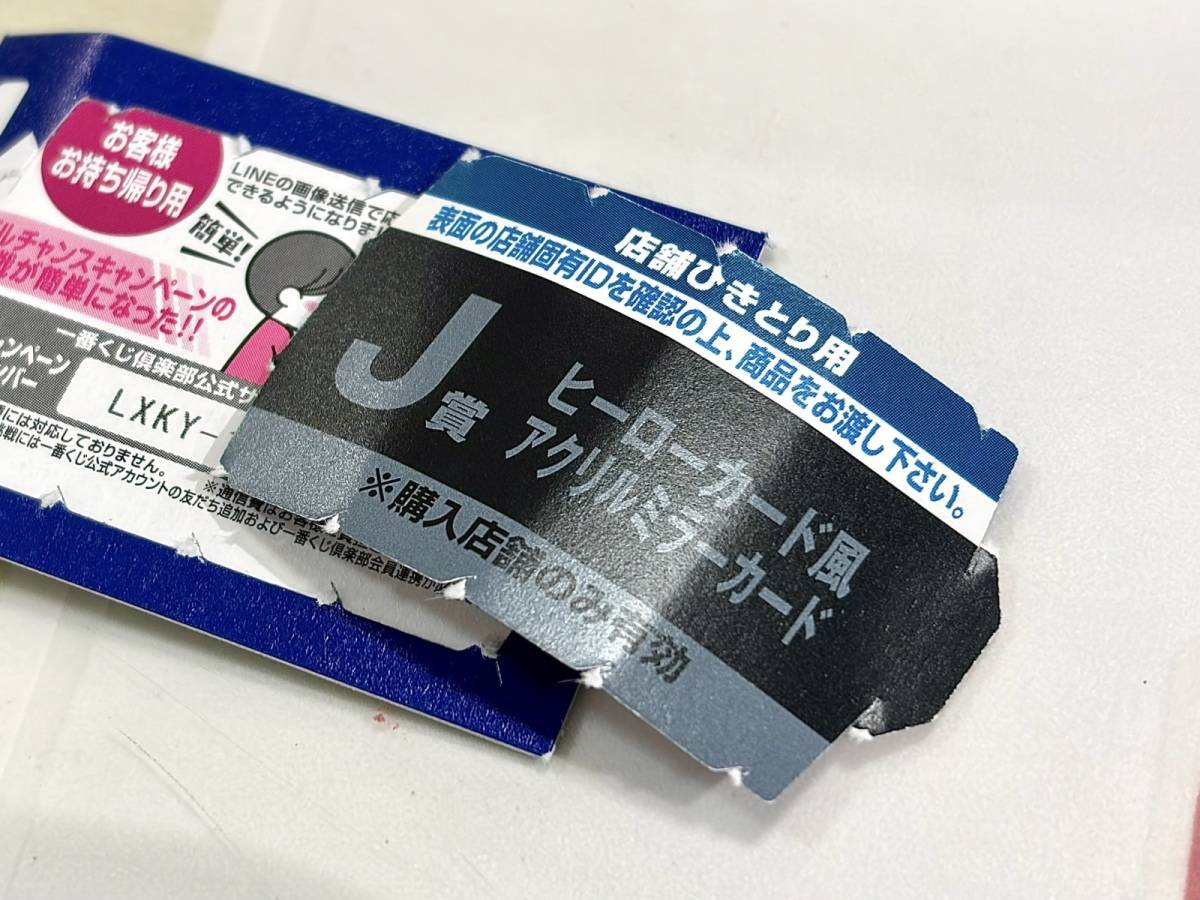 お客様
お持ち帰り用
LINEの画像送信で
できるようになりま
簡単!
ルチャンスキャンペーンの
が簡単になった!!
一番くじ倶楽部公式サ
ンペーン
ンバー
LXKY-
には対応しておりません。
には一番くじ公式アカウントの友だち追加および一番くじ倶楽部会員連携が
※通信費はお客様
店舗ひきとり用
表面の店舗固有IDを確認の上、商品をお渡し下さい。
J賞
ヒーローカード風
アクリルミラーカード
※購入店舗のみ有効